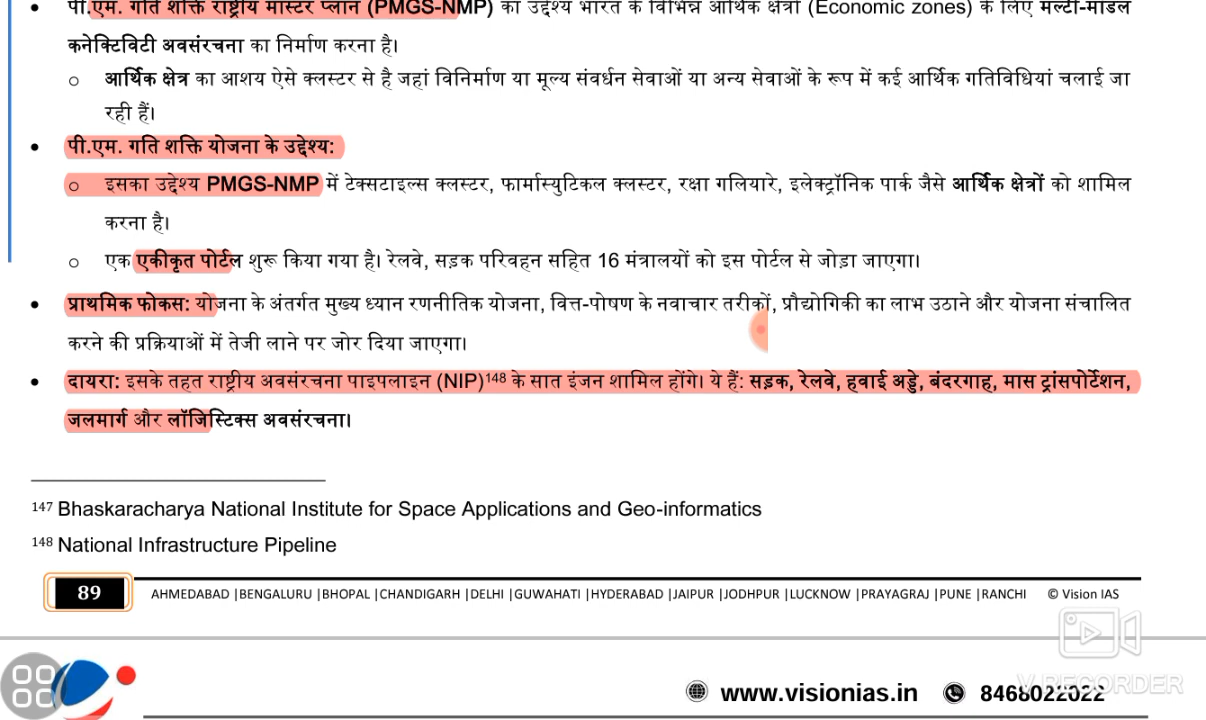 • पी.एम. गति शक्ति राष्ट्रीय मास्टर प्लान (PMGS-NMP) का उद्देश्य भारत के विभिन्न आर्थिक क्षेत्रों (Economic zones) के लिए मल्टी-मॉडल
कनेक्टिविटी अवसंरचना का निर्माण करना है।
○ आर्थिक क्षेत्र का आशय ऐसे क्लस्टर से है जहां विनिर्माण या मूल्य संवर्धन सेवाओं या अन्य सेवाओं के रूप में कई आर्थिक गतिविधियां चलाई जा
रही हैं।
• पी.एम. गति शक्ति योजना के उद्देश्य:
○ इसका उद्देश्य PMGS-NMP में टेक्सटाइल्स क्लस्टर, फार्मास्युटिकल क्लस्टर, रक्षा गलियारे, इलेक्ट्रॉनिक पार्क जैसे आर्थिक क्षेत्रों को शामिल
करना है।
○ एक एकीकृत पोर्टल शुरू किया गया है। रेलवे, सड़क परिवहन सहित 16 मंत्रालयों को इस पोर्टल से जोड़ा जाएगा।
• प्राथमिक फोकस: योजना के अंतर्गत मुख्य ध्यान रणनीतिक योजना, वित्त-पोषण के नवाचार तरीकों, प्रौद्योगिकी का लाभ उठाने और योजना संचालित
करने की प्रक्रियाओं में तेजी लाने पर जोर दिया जाएगा।
• दायरा: इसके तहत राष्ट्रीय अवसंरचना पाइपलाइन (NIP)148 के सात इंजन शामिल होंगे। ये हैं: सड़क, रेलवे, हवाई अड्डे, बंदरगाह, मास ट्रांसपोर्टेशन,
जलमार्ग और लॉजिस्टिक्स अवसंरचना।
147 Bhaskaracharya National Institute for Space Applications and Geo-informatics
148 National Infrastructure Pipeline
89 AHMEDABAD |BENGALURU |BHOPAL |CHANDIGARH |DELHI |GUWAHATI |HYDERABAD |JAIPUR |JODHPUR |LUCKNOW |PRAYAGRAJ |PUNE |RANCHI © Vision IAS
www.visionias.in 8468022022
V RECORDER